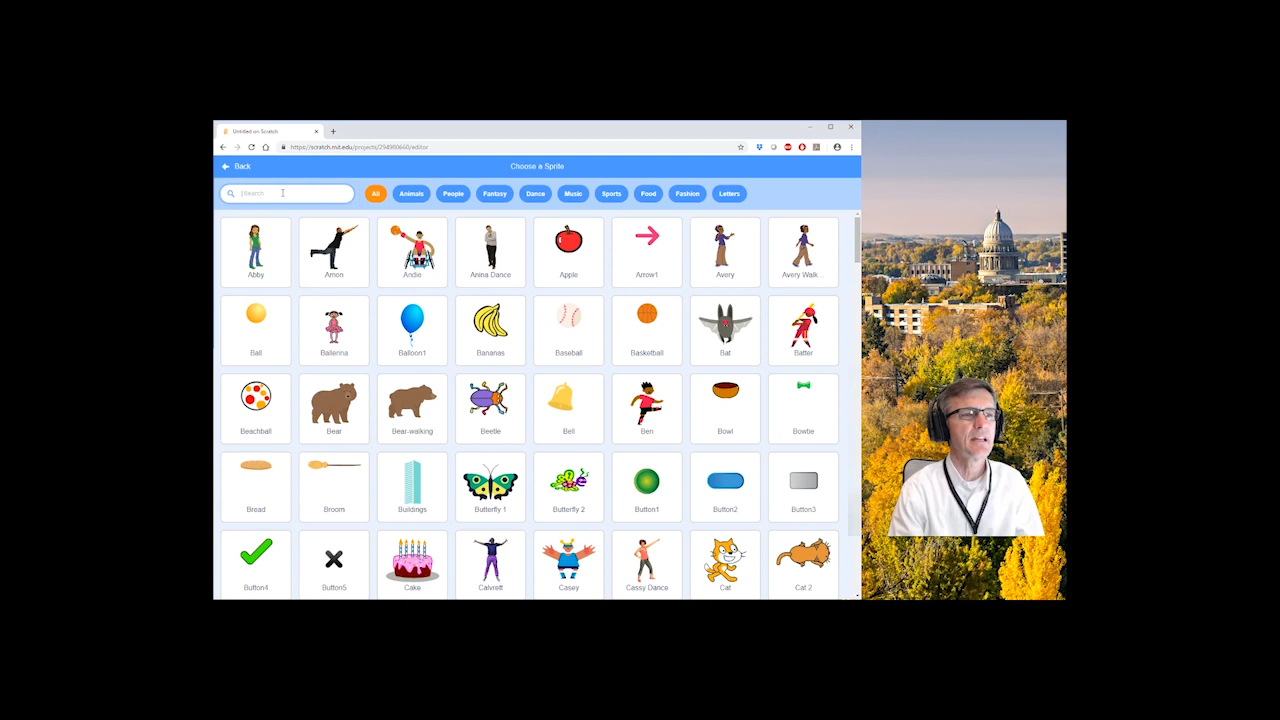 Untitled on Scratch
https://scratch.mit.edu/projects/294980660/editor
Back
Choose a Sprite
Search
All Animals People Fantasy Dance Music Sports Food Fashion Letters
Abby Amon Andie Anina Dance Apple Arrow1 Avery Avery Walk...
Ball Ballerina Balloon1 Bananas Baseball Basketball Bat Batter
Beachball Bear Bear-walking Beetle Bell Ben Bowl Bowtie
Bread Broom Buildings Butterfly 1 Butterfly 2 Button1 Button2 Button3
Button4 Button5 Cake Calvrett Casey Cassy Dance Cat Cat 2